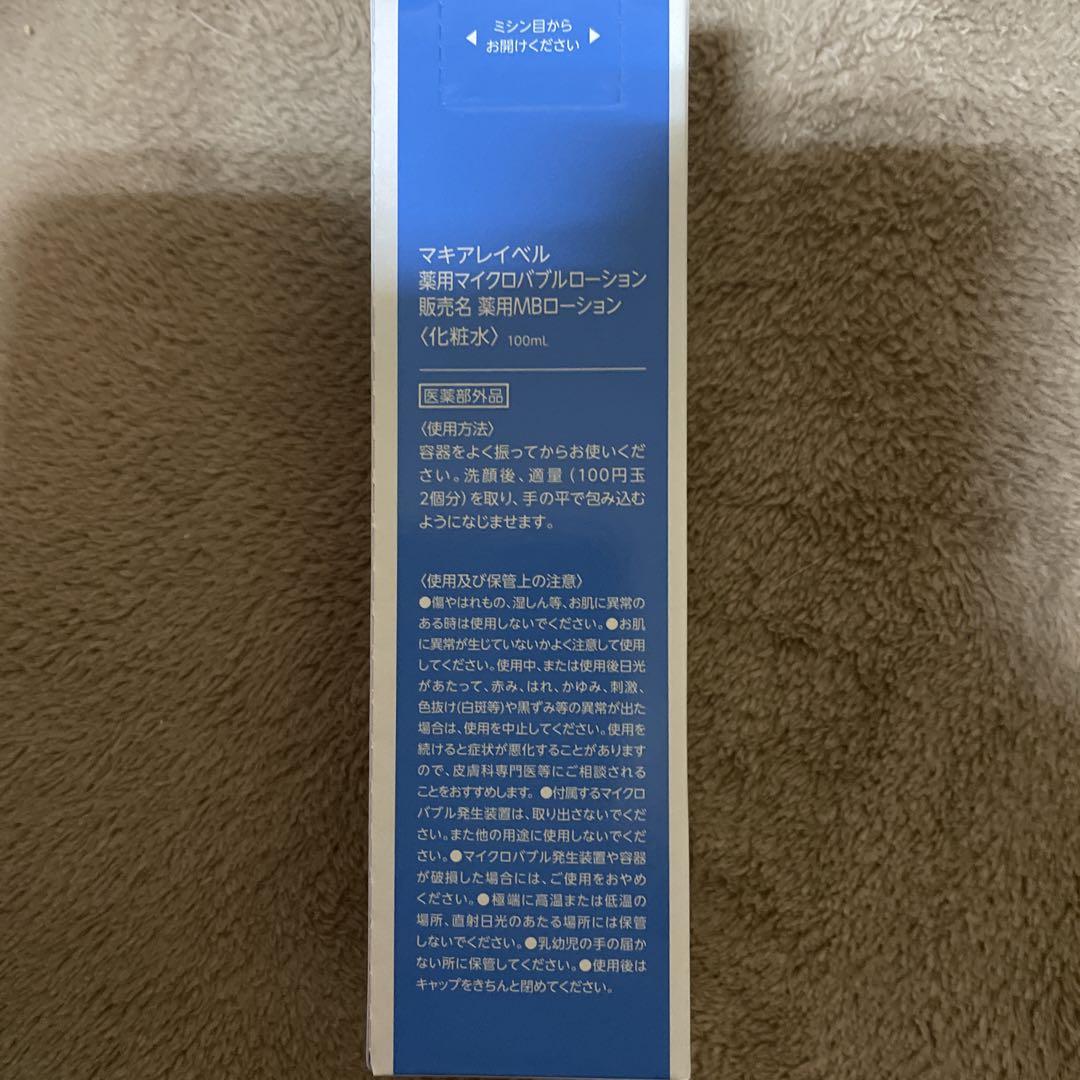 ミシン目から
◀ お開けください ▶
マキアレイベル
薬用マイクロバブルローション
販売名 薬用MBローション
〈化粧水〉 100mL
医薬部外品
〈使用方法〉
容器をよく振ってからお使いくだ
さい。洗顔後、適量(100円玉
2個分)を取り、手の平で包み込む
ようになじませます。
〈使用及び保管上の注意〉
●傷やはれもの、湿しん等、お肌に異常の
ある時は使用しないでください。●お肌
に異常が生じていないかよく注意して使用
してください。使用中、または使用後日光
があたって、赤み、はれ、かゆみ、刺激、
色抜け(白斑等)や黒ずみ等の異常が出た
場合は、使用を中止してください。使用を
続けると症状が悪化することがあります
ので、皮膚科専門医等にご相談される
ことをおすすめします。●付属するマイクロ
バブル発生装置は、取り出さないでくだ
さい。また他の用途に使用しないでくだ
さい。●マイクロバブル発生装置や容器
が破損した場合には、ご使用をおやめ
ください。●極端に高温または低温の
場所、直射日光のあたる場所には保管
しないでください。●乳幼児の手の届か
ない所に保管してください。●使用後は
キャップをきちんと閉めてください。